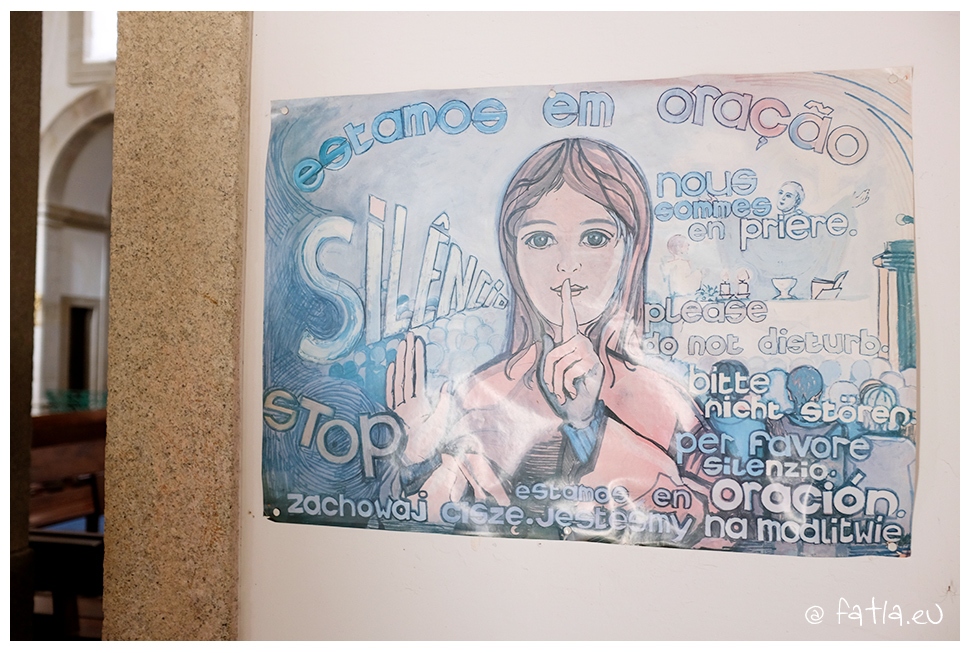 estamos em oração
SILÊNCIO
STOP
nous
sommes
en prière.
please
do not disturb.
bitte
nicht stören.
per favore
silenzio.
estamos en oración.
zachowaj ciszę. Jesteśmy na modlitwie
@ fatla.eu